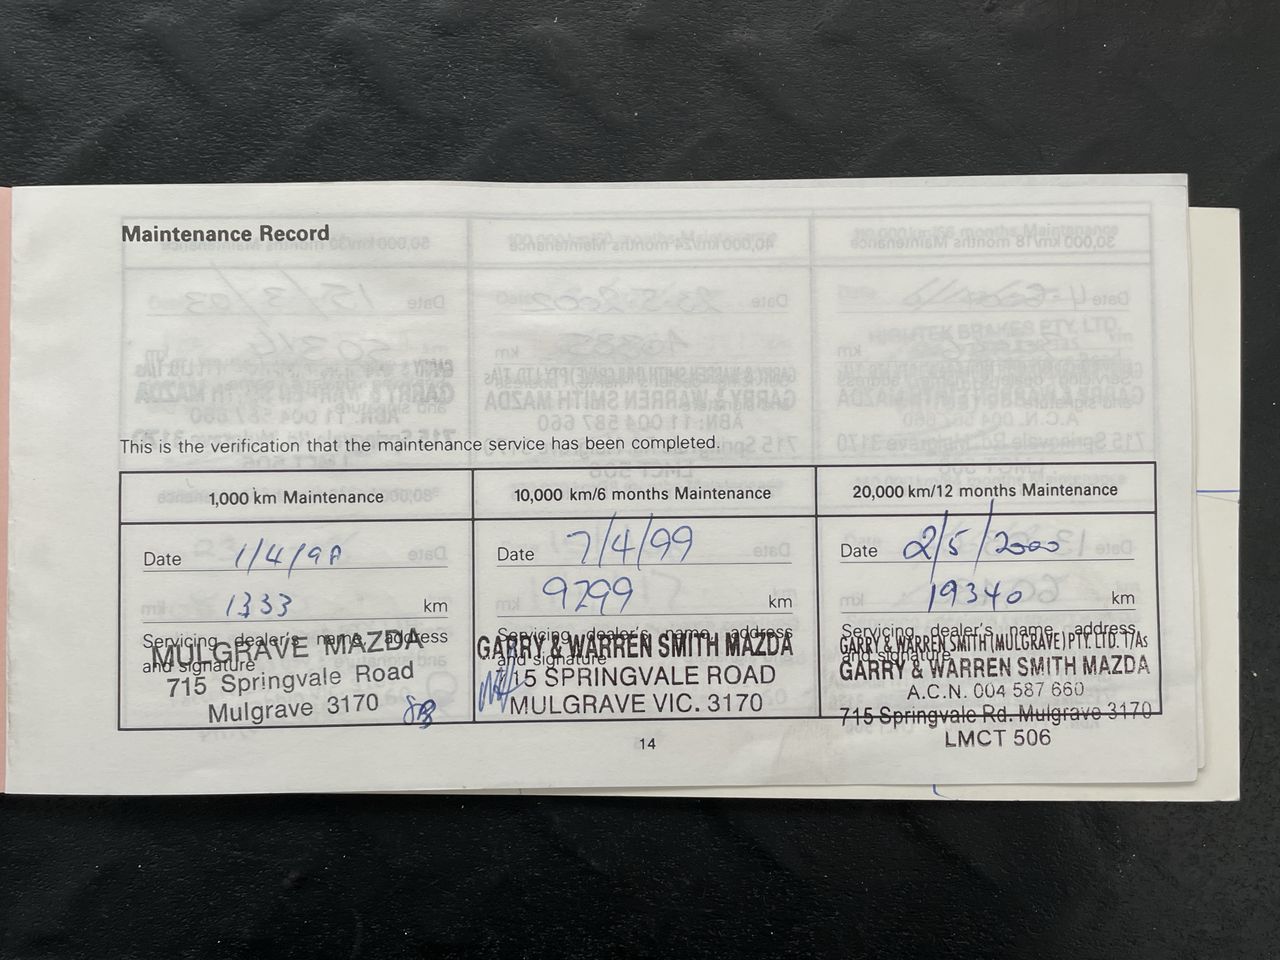 Maintenance Record
This is the verification that the maintenance service has been completed.
1,000 km Maintenance
Date 1/4/98
1333 km
Servicing dealer's name, address
and signature
MULGRAVE MAZDA
715 Springvale Road
Mulgrave 3170
10,000 km/6 months Maintenance
Date 7/4/99
9299 km
Servicing dealer's name, address
and signature
GARRY & WARREN SMITH MAZDA
715 SPRINGVALE ROAD
MULGRAVE VIC. 3170
20,000 km/12 months Maintenance
Date 2/5/2000
19340 km
Servicing dealer's name, address
and signature
GARRY & WARREN SMITH (MULGRAVE) PTY. LTD. T/As
GARRY & WARREN SMITH MAZDA
A.C.N. 004 587 660
715 Springvale Rd. Mulgrave 3170
LMCT 506
14